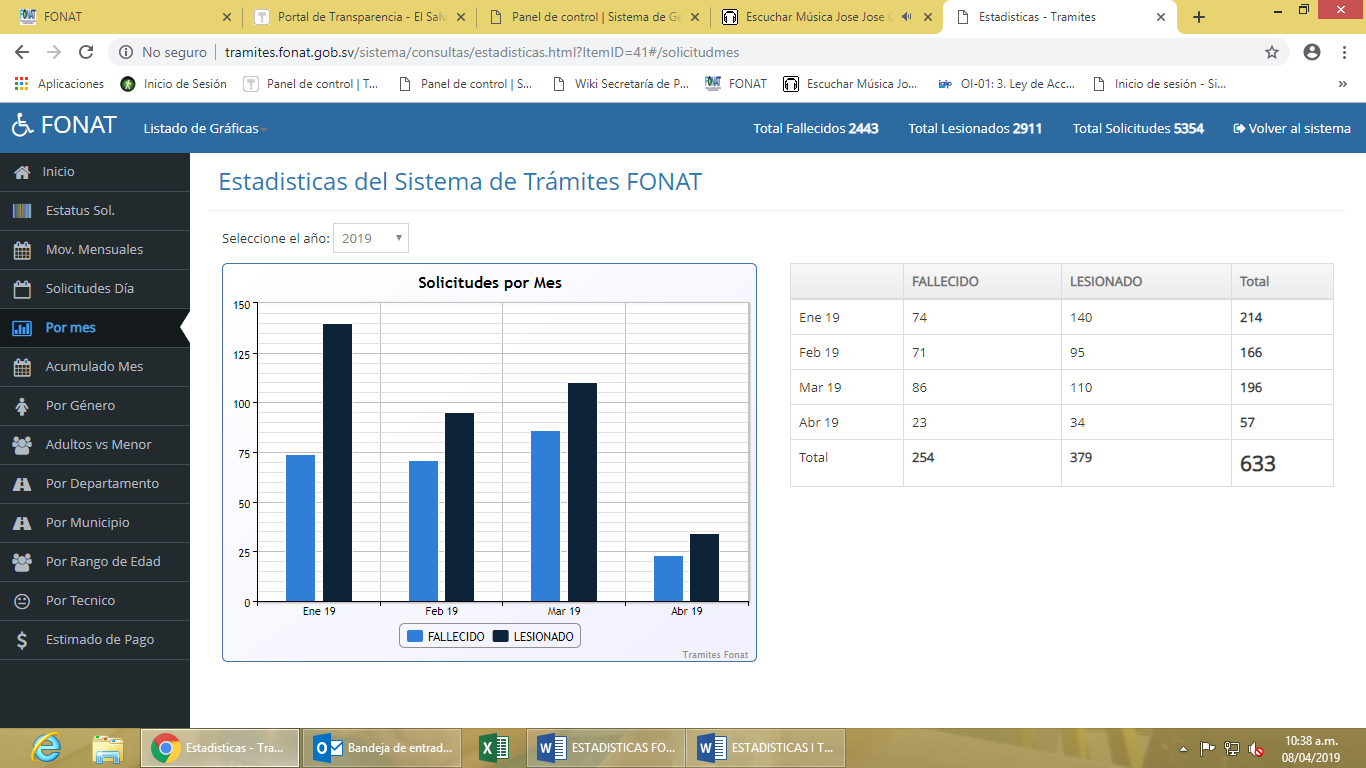 FONAT
Portal de Transparencia - El Salv
Panel de control | Sistema de Ge
Escuchar Música Jose Jose
Estadisticas - Tramites
No seguro | tramites.fonat.gob.sv/sistema/consultas/estadisticas.html?ItemID=41#/solicitudmes
Aplicaciones
Inicio de Sesión
Panel de control | T...
Panel de control | S...
Wiki Secretaría de P...
FONAT
Escuchar Música Jo...
OI-01: 3. Ley de Acc...
Inicio de sesión - Si...
»
FONAT
Listado de Gráficas
Total Fallecidos 2443
Total Lesionados 2911
Total Solicitudes 5354
Volver al sistema
Inicio
Estatus Sol.
Mov. Mensuales
Solicitudes Día
Por mes
Acumulado Mes
Por Género
Adultos vs Menor
Por Departamento
Por Municipio
Por Rango de Edad
Por Tecnico
Estimado de Pago
Estadisticas del Sistema de Trámites FONAT
Seleccione el año: 2019
Solicitudes por Mes
150
125
100
75
50
25
0
Ene 19 Feb 19 Mar 19 Abr 19
FALLECIDO LESIONADO
Tramites Fonat
FALLECIDO LESIONADO Total
Ene 19 74 140 214
Feb 19 71 95 166
Mar 19 86 110 196
Abr 19 23 34 57
Total 254 379 633
Estadisticas - Tra...
Bandeja de entrad...
ESTADISTICAS FO...
ESTADISTICAS I T...
10:38 a.m.
08/04/2019